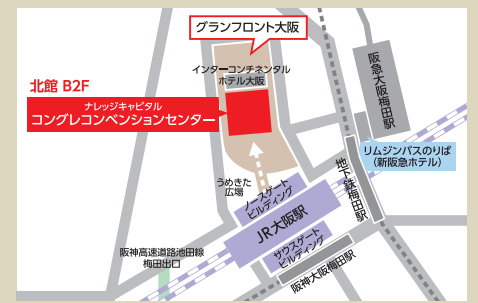 グランフロント大阪
インターコンチネンタル
ホテル大阪
北館 B2F
ナレッジキャピタル
コングレコンベンションセンター
阪急大阪梅田駅
リムジンバスのりば
（新阪急ホテル）
地下鉄梅田駅
うめきた
広場
ノースゲート
ビルディング
JR大阪駅
サウスゲート
ビルディング
阪神高速道路池田線
梅田出口
阪神大阪梅田駅